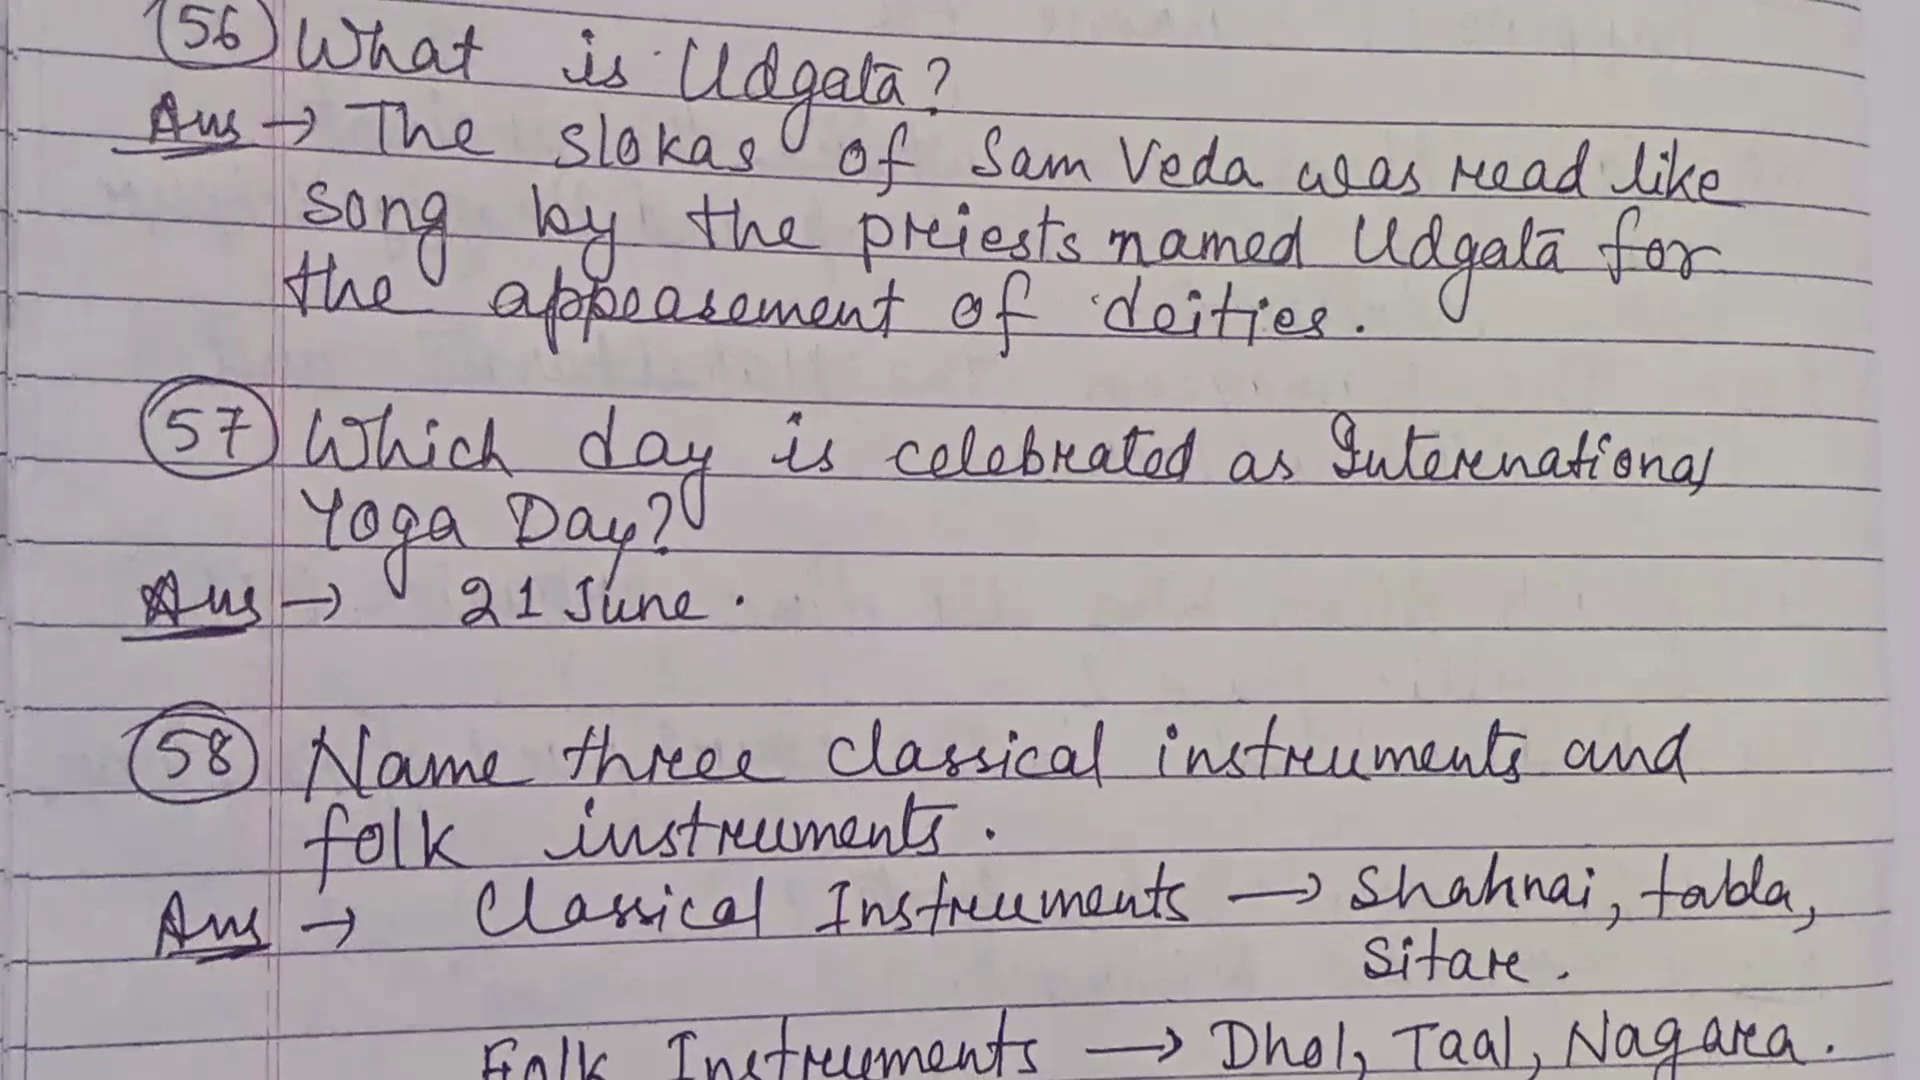 56 What is Udgatā?
Ans → The slokas of Sam Veda was read like
song by the priests named Udgatā for
the appeasement of deities.
57 Which day is celebrated as International
Yoga Day?
Ans → 21 June.
58 Name three classical instruments and
folk instruments.
Ans → Classical Instruments → Shahnai, tabla,
Sitar.
Folk Instruments → Dhol, Taal, Nagara.